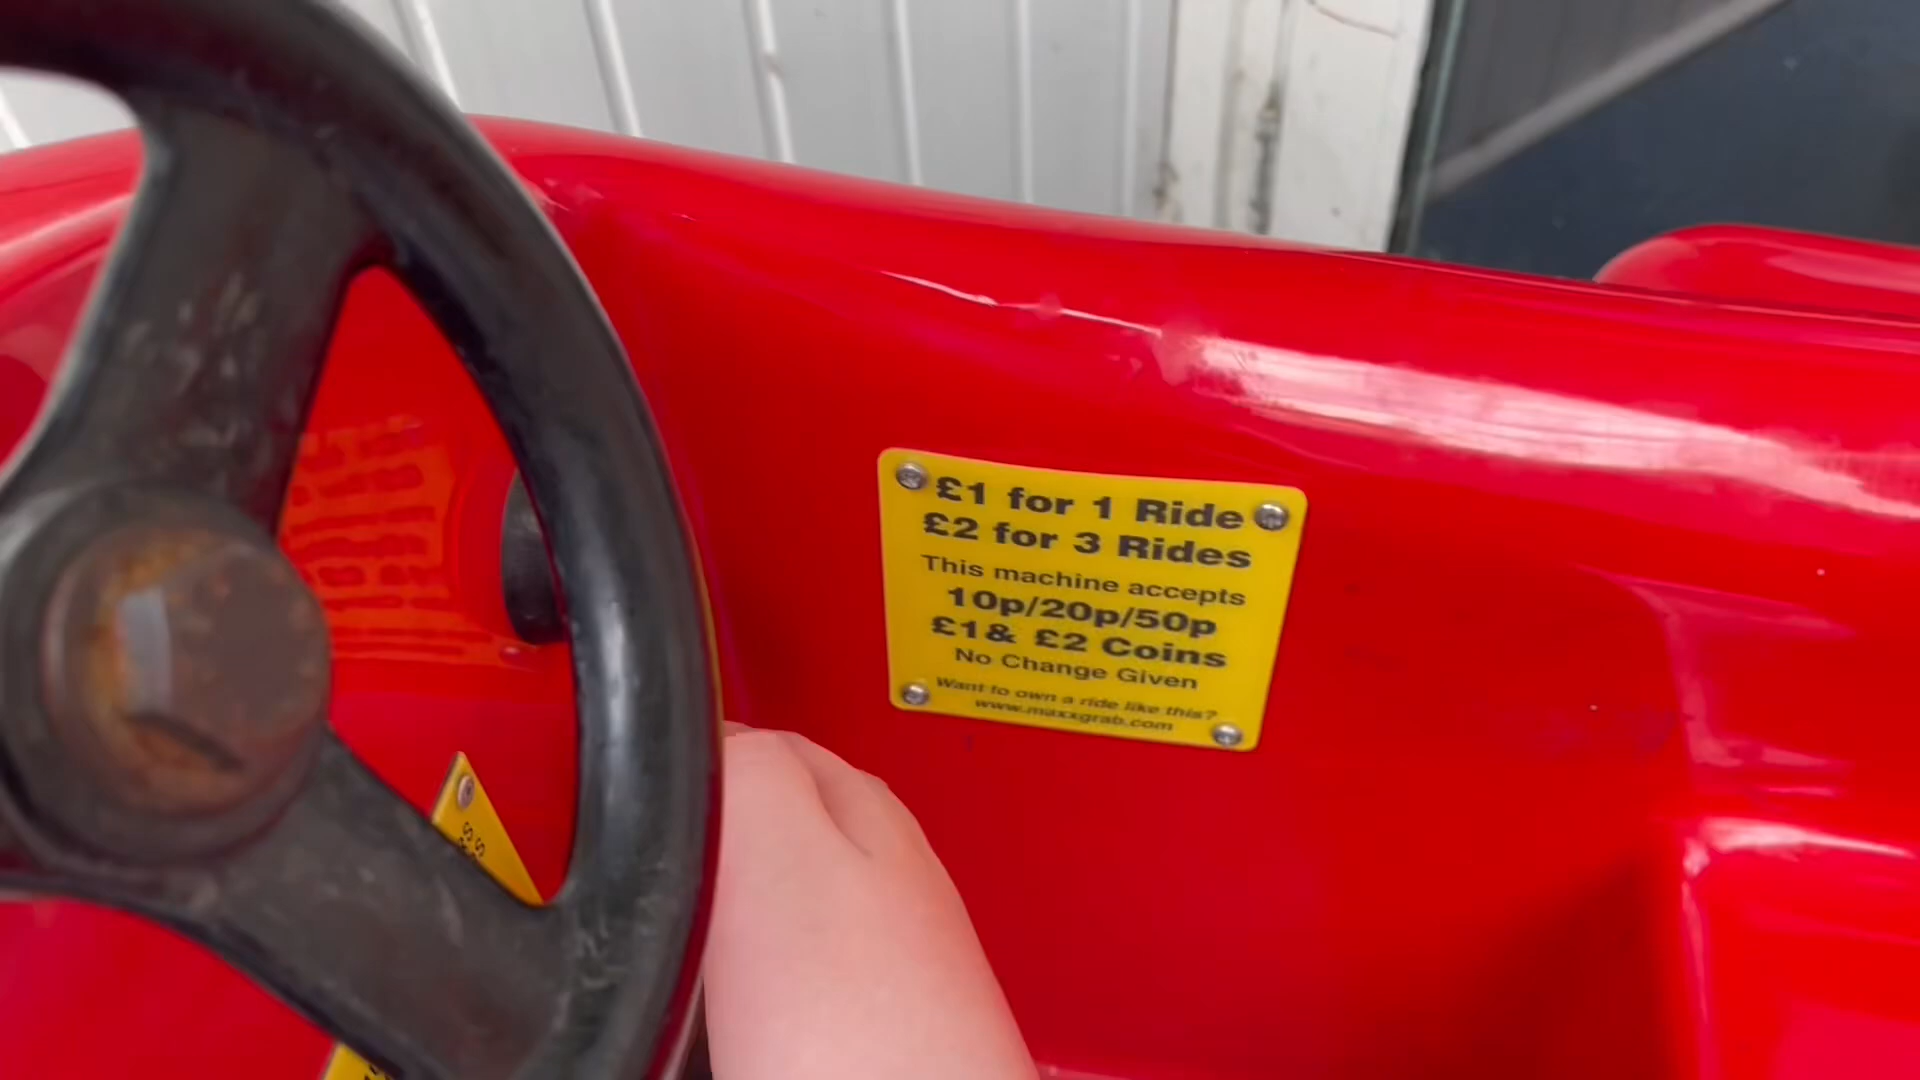 £1 for 1 Ride
£2 for 3 Rides
This machine accepts
10p/20p/50p
£1& £2 Coins
No Change Given
Want to own a ride like this?
www.maxxgrab.com